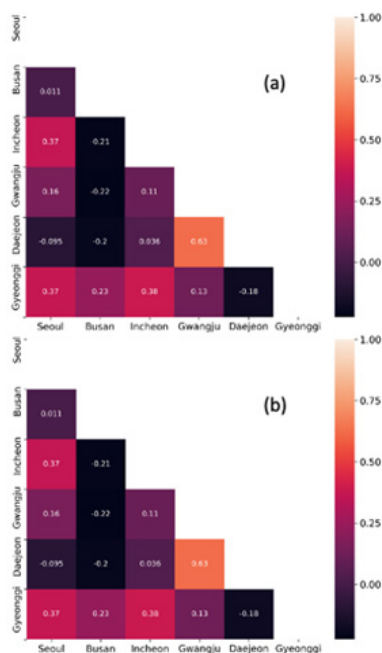 Seoul
1.00
(a)
Busan
0.011
0.75
Incheon
0.37
-0.21
0.50
Gwangju
0.16
-0.22
0.11
0.25
Daejeon
-0.095
-0.2
0.036
0.63
0.00
Gyeonggi
0.37
0.23
0.38
0.13
-0.18
Seoul Busan Incheon Gwangju Daejeon Gyeonggi
Seoul
1.00
(b)
Busan
0.011
0.75
Incheon
0.37
-0.21
0.50
Gwangju
0.16
-0.22
0.11
0.25
Daejeon
-0.095
-0.2
0.036
0.63
0.00
Gyeonggi
0.37
0.23
0.38
0.13
-0.18
Seoul Busan Incheon Gwangju Daejeon Gyeonggi